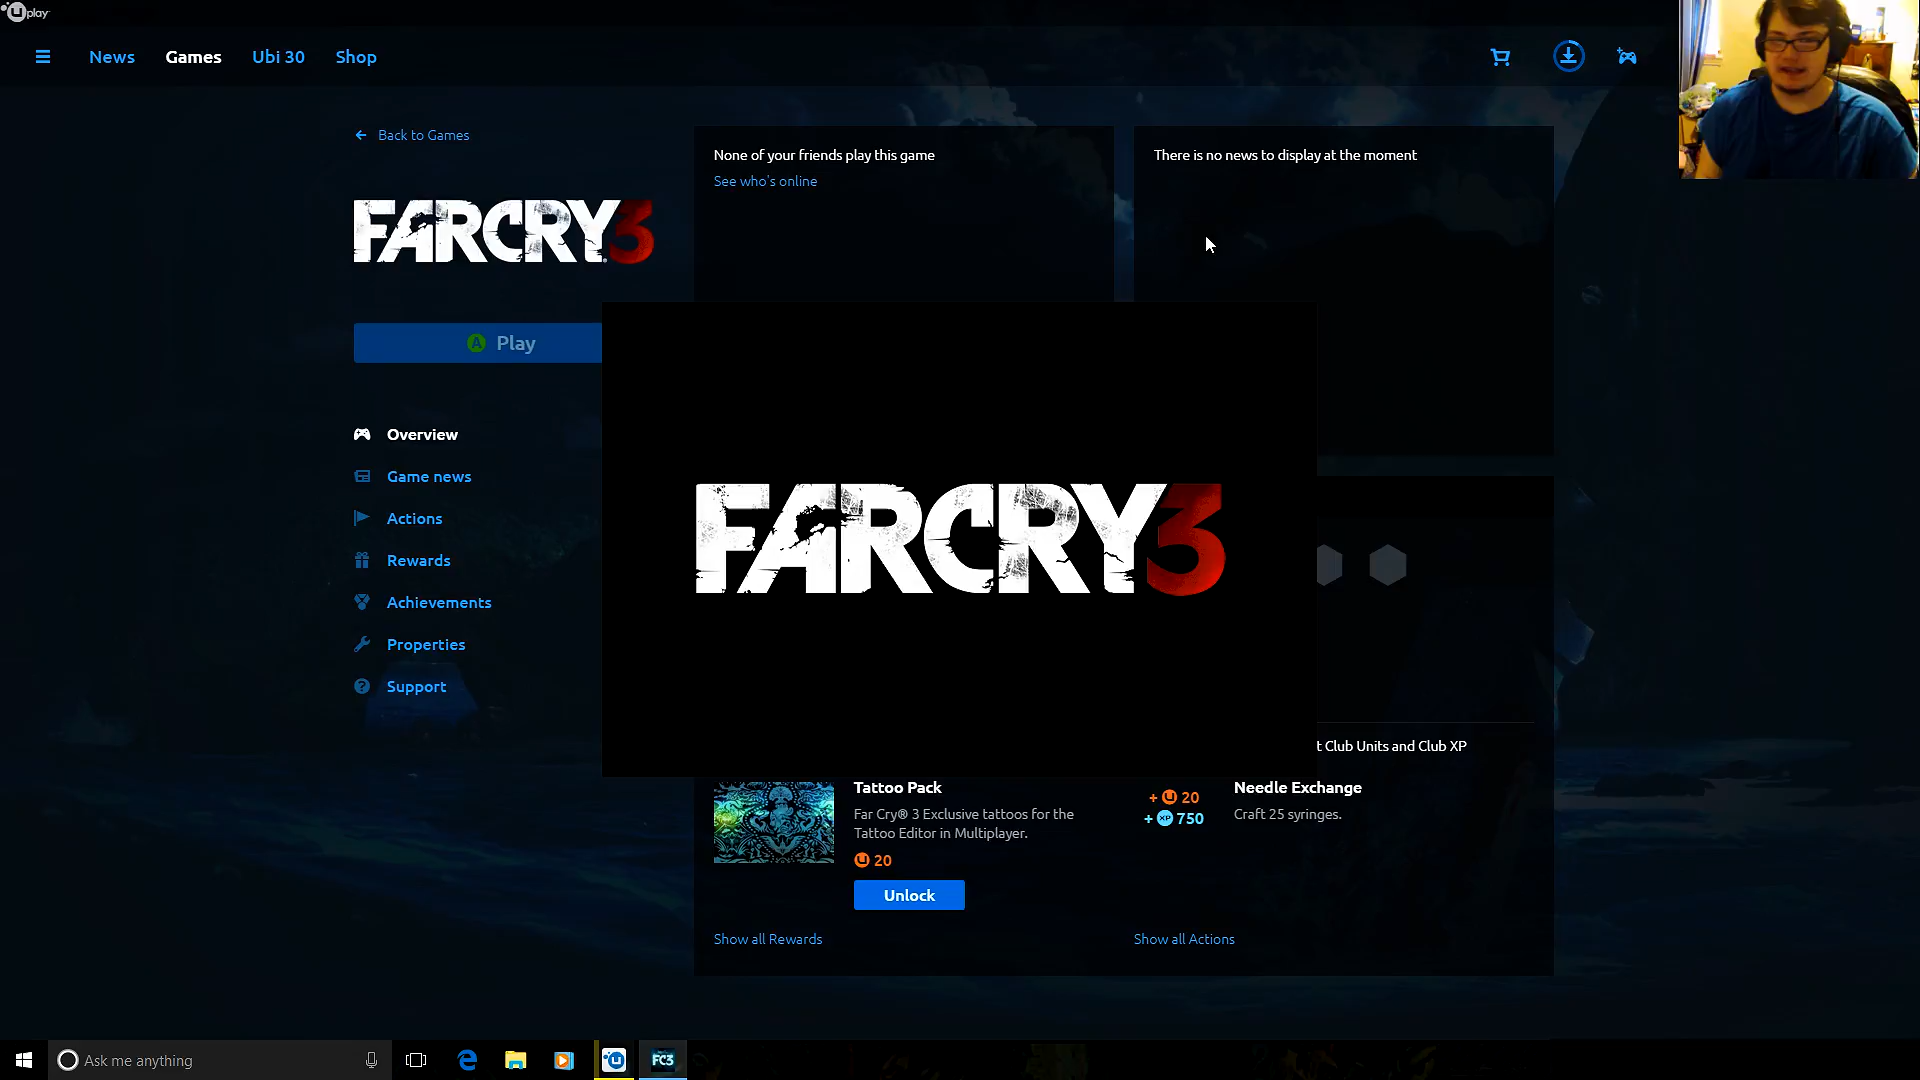 Uplay
News Games Ubi 30 Shop
Back to Games
FARCRY3
A Play
Overview
Game news
Actions
Rewards
Achievements
Properties
Support
None of your friends play this game
See who's online
There is no news to display at the moment
FARCRY3
t Club Units and Club XP
Tattoo Pack
Far Cry® 3 Exclusive tattoos for the
Tattoo Editor in Multiplayer.
20
Unlock
Show all Rewards
+ 20
+ XP 750
Needle Exchange
Craft 25 syringes.
Show all Actions
Ask me anything
FC3